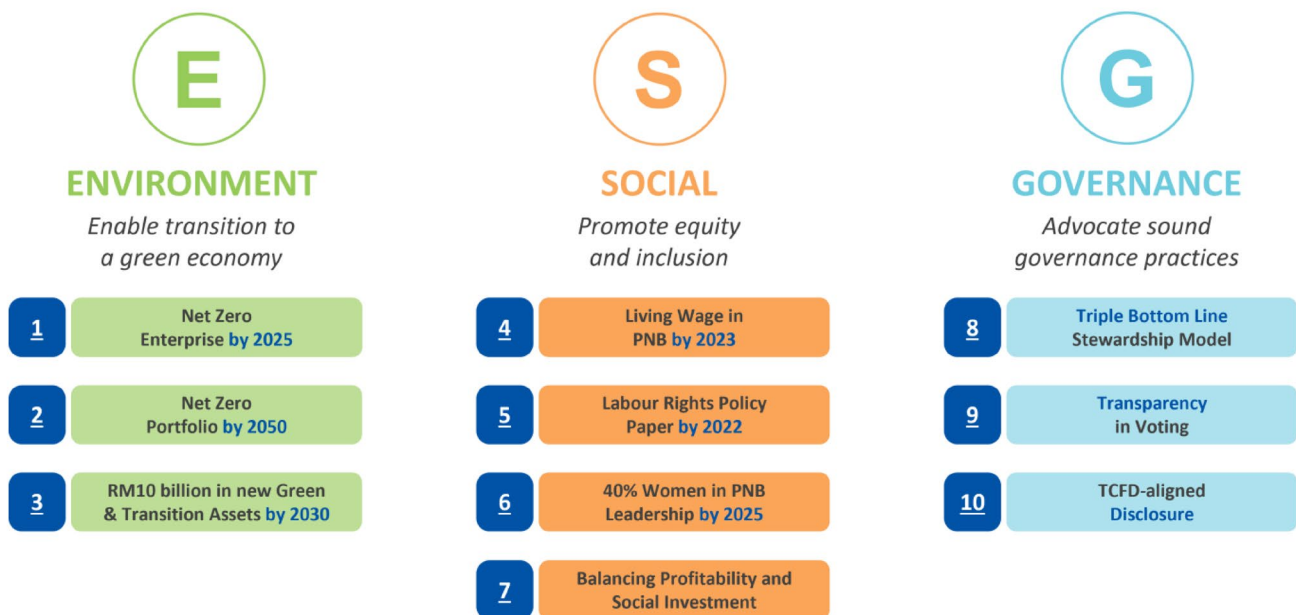 E
ENVIRONMENT
Enable transition to
a green economy
1
Net Zero
Enterprise by 2025
2
Net Zero
Portfolio by 2050
3
RM10 billion in new Green
& Transition Assets by 2030
S
SOCIAL
Promote equity
and inclusion
4
Living Wage in
PNB by 2023
5
Labour Rights Policy
Paper by 2022
6
40% Women in PNB
Leadership by 2025
7
Balancing Profitability and
Social Investment
G
GOVERNANCE
Advocate sound
governance practices
8
Triple Bottom Line
Stewardship Model
9
Transparency
in Voting
10
TCFD-aligned
Disclosure